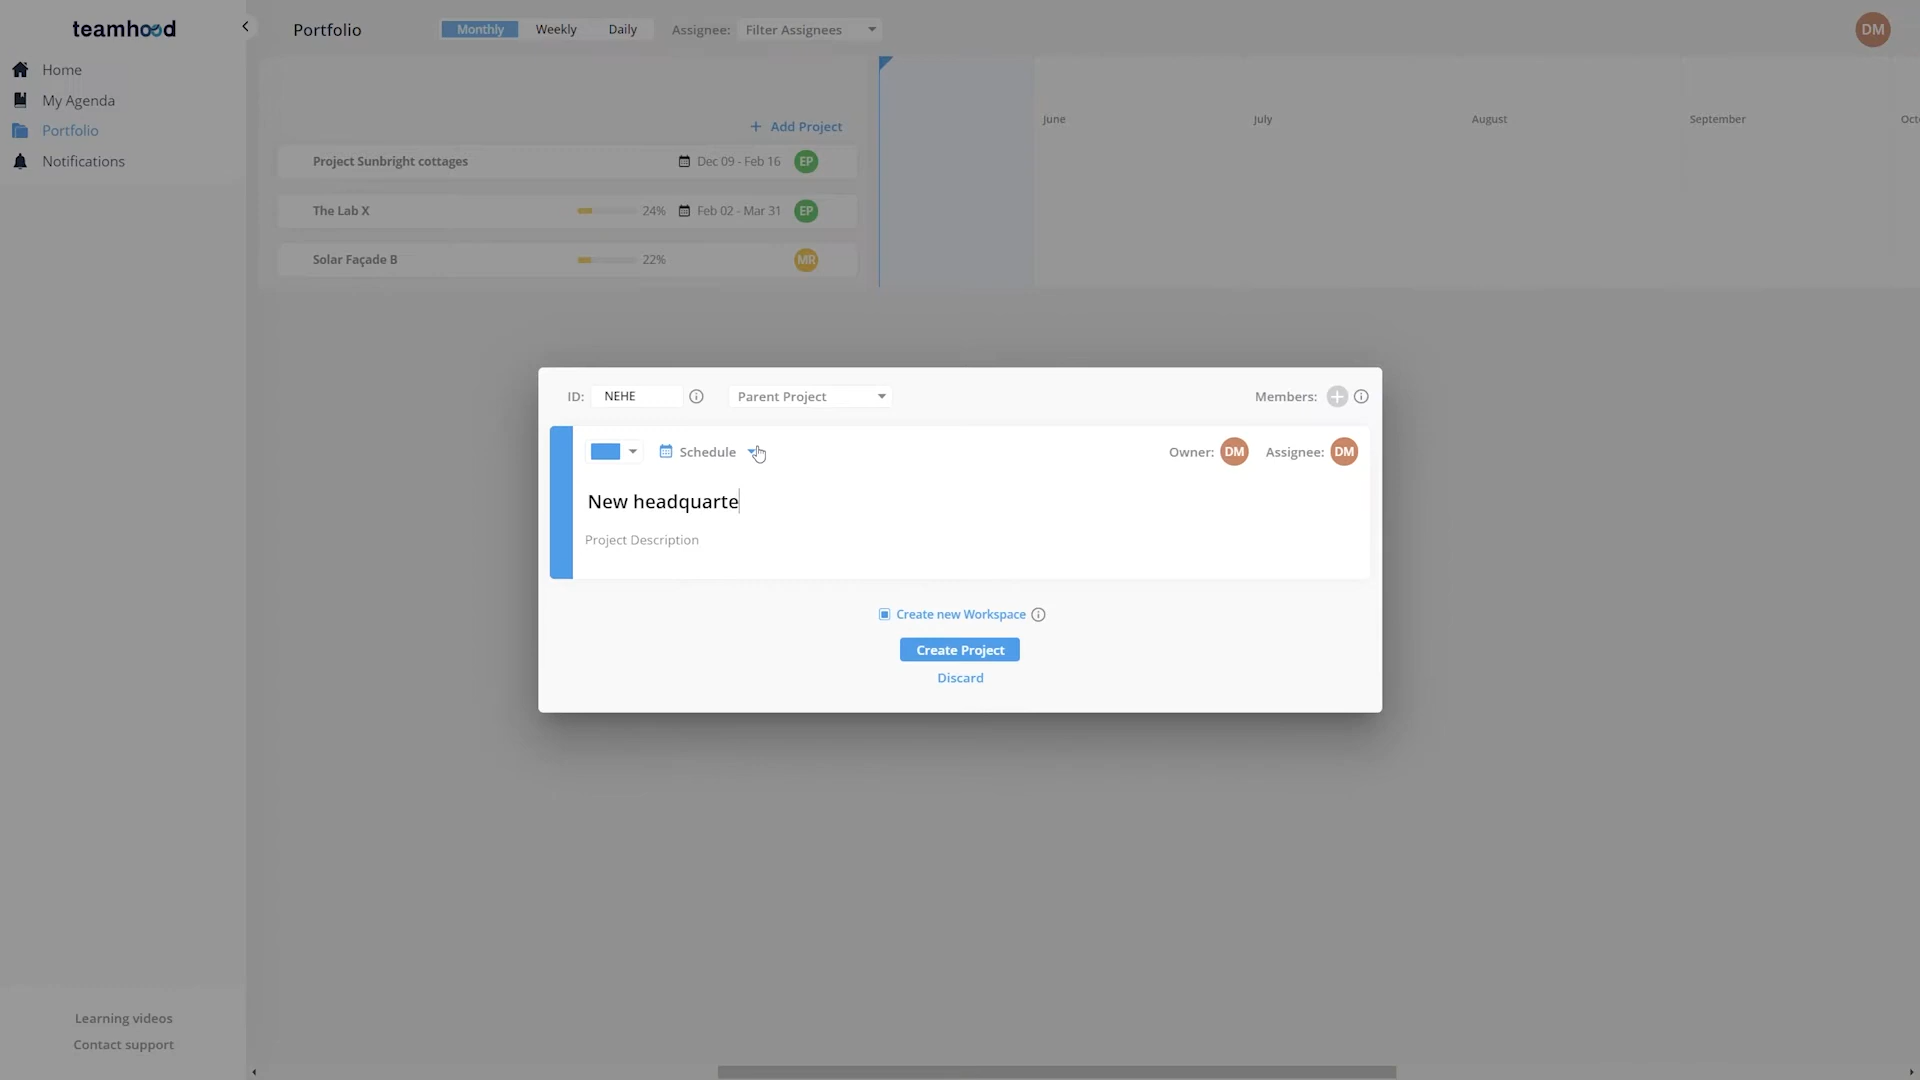 teamhood
Portfolio
Monthly Weekly Daily
Assignee: Filter Assignees
DM
Home
My Agenda
Portfolio
Notifications
June July August September
Add Project
Project Sunbright cottages Dec 09 - Feb 16 EP
The Lab X 24% Feb 02 - Mar 31 EP
Solar Façade B 22% MR
ID: NEHE Parent Project Members:
Schedule Owner: DM Assignee: DM
New headquarte
Project Description
Create new Workspace
Create Project
Discard
Learning videos
Contact support